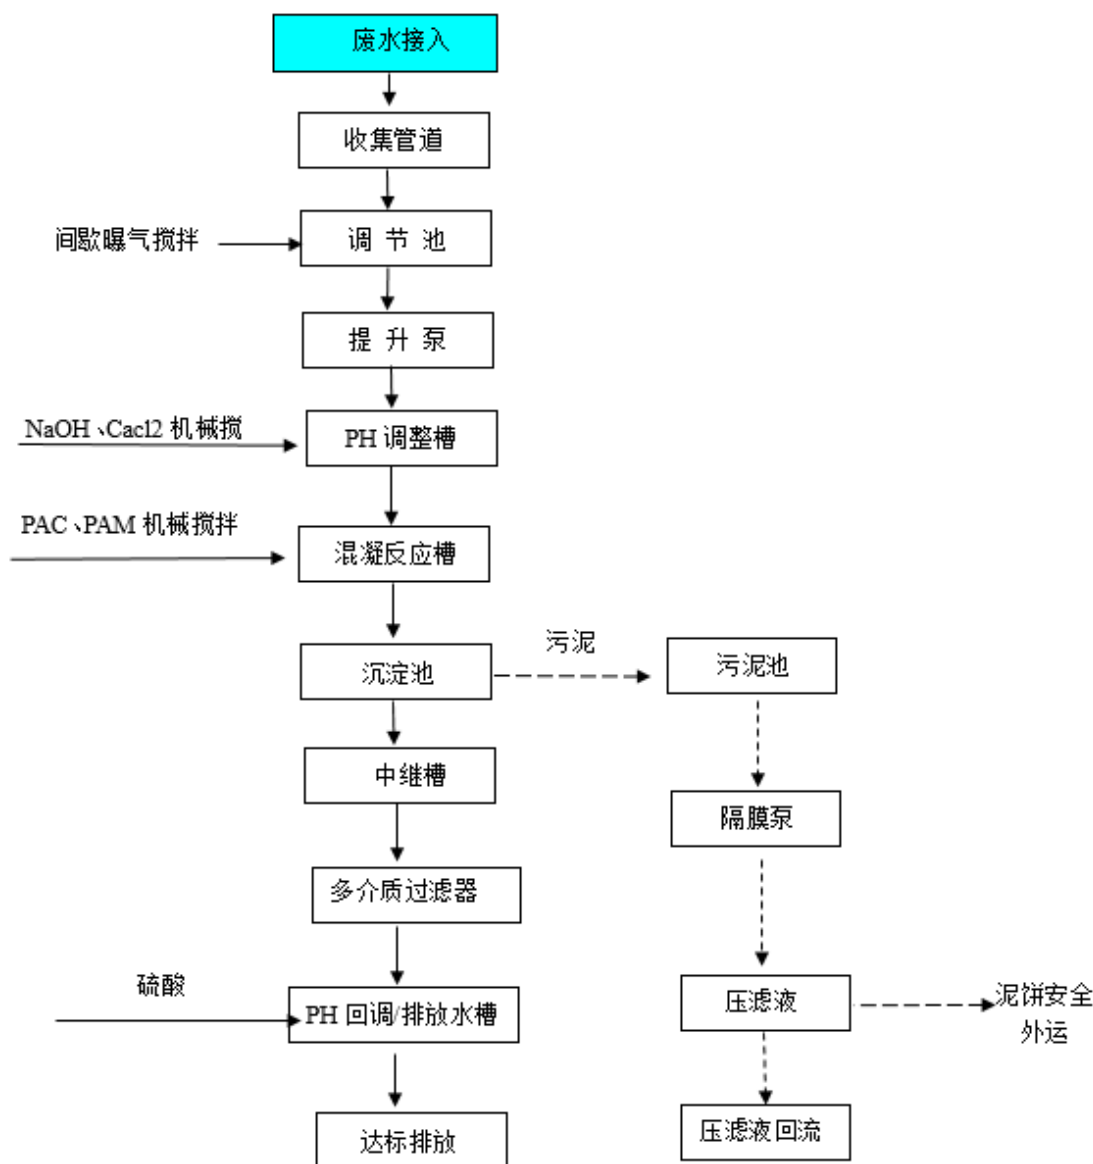 废水接入
收集管道
间歇曝气搅拌
调 节 池
提 升 泵
NaOH、Cacl2 机械搅
PH 调整槽
PAC、PAM 机械搅拌
混凝反应槽
污泥
沉淀池
污泥池
中继槽
隔膜泵
多介质过滤器
硫酸
PH 回调/排放水槽
压滤液
泥饼安全
外运
达标排放
压滤液回流